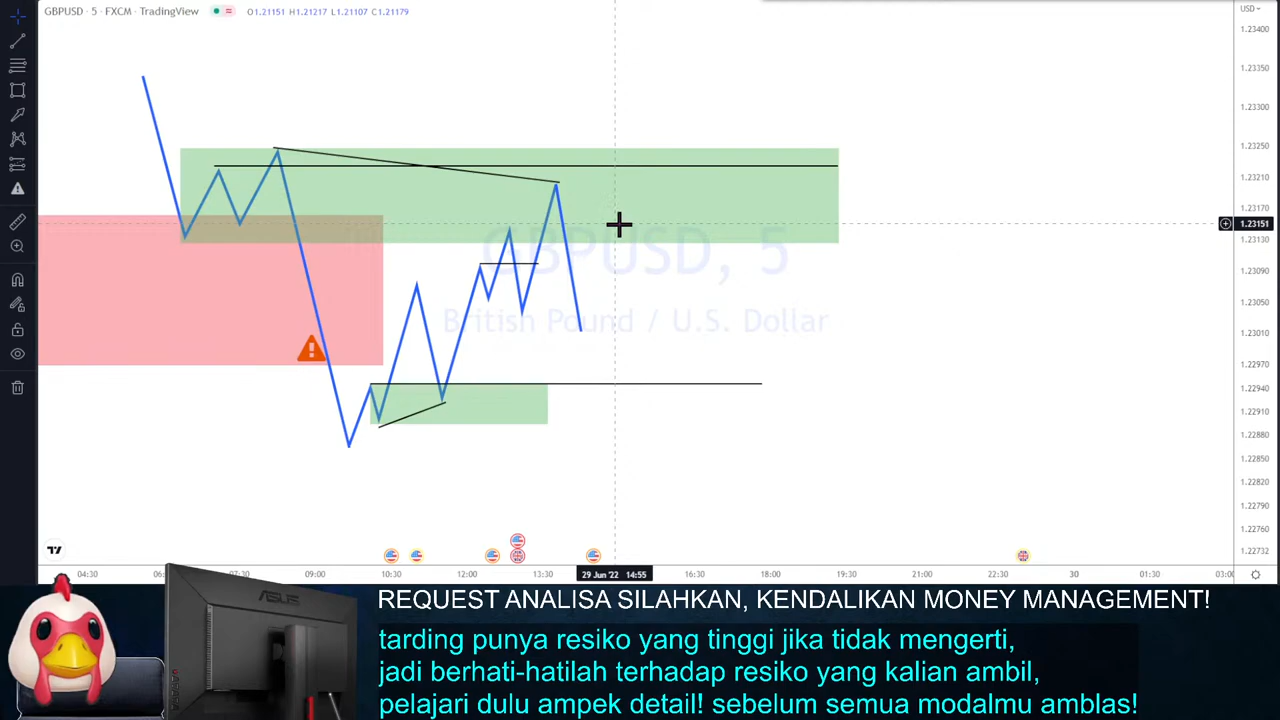 GBPUSD · 5 · FXCM · TradingView
O1.21151 H1.21217 L1.21107 C1.21179
USD
1.23400
1.23350
1.23300
1.23250
1.23210
1.23170
1.23151
1.23130
1.23090
1.23050
1.23010
1.22970
1.22940
1.22910
1.22880
1.22850
1.22820
1.22790
1.22760
1.22732
GBPUSD, 5
British Pound / U.S. Dollar
04:30 06: 07:30 09:00 10:30 12:00 13:30 29 Jun '22 14:55 16:30 18:00 19:30 21:00 22:30 30 01:30 03:00
ASUS
REQUEST ANALISA SILAHKAN, KENDALIKAN MONEY MANAGEMENT!
tarding punya resiko yang tinggi jika tidak mengerti,
jadi berhati-hatilah terhadap resiko yang kalian ambil,
pelajari dulu ampek detail! sebelum semua modalmu amblas!